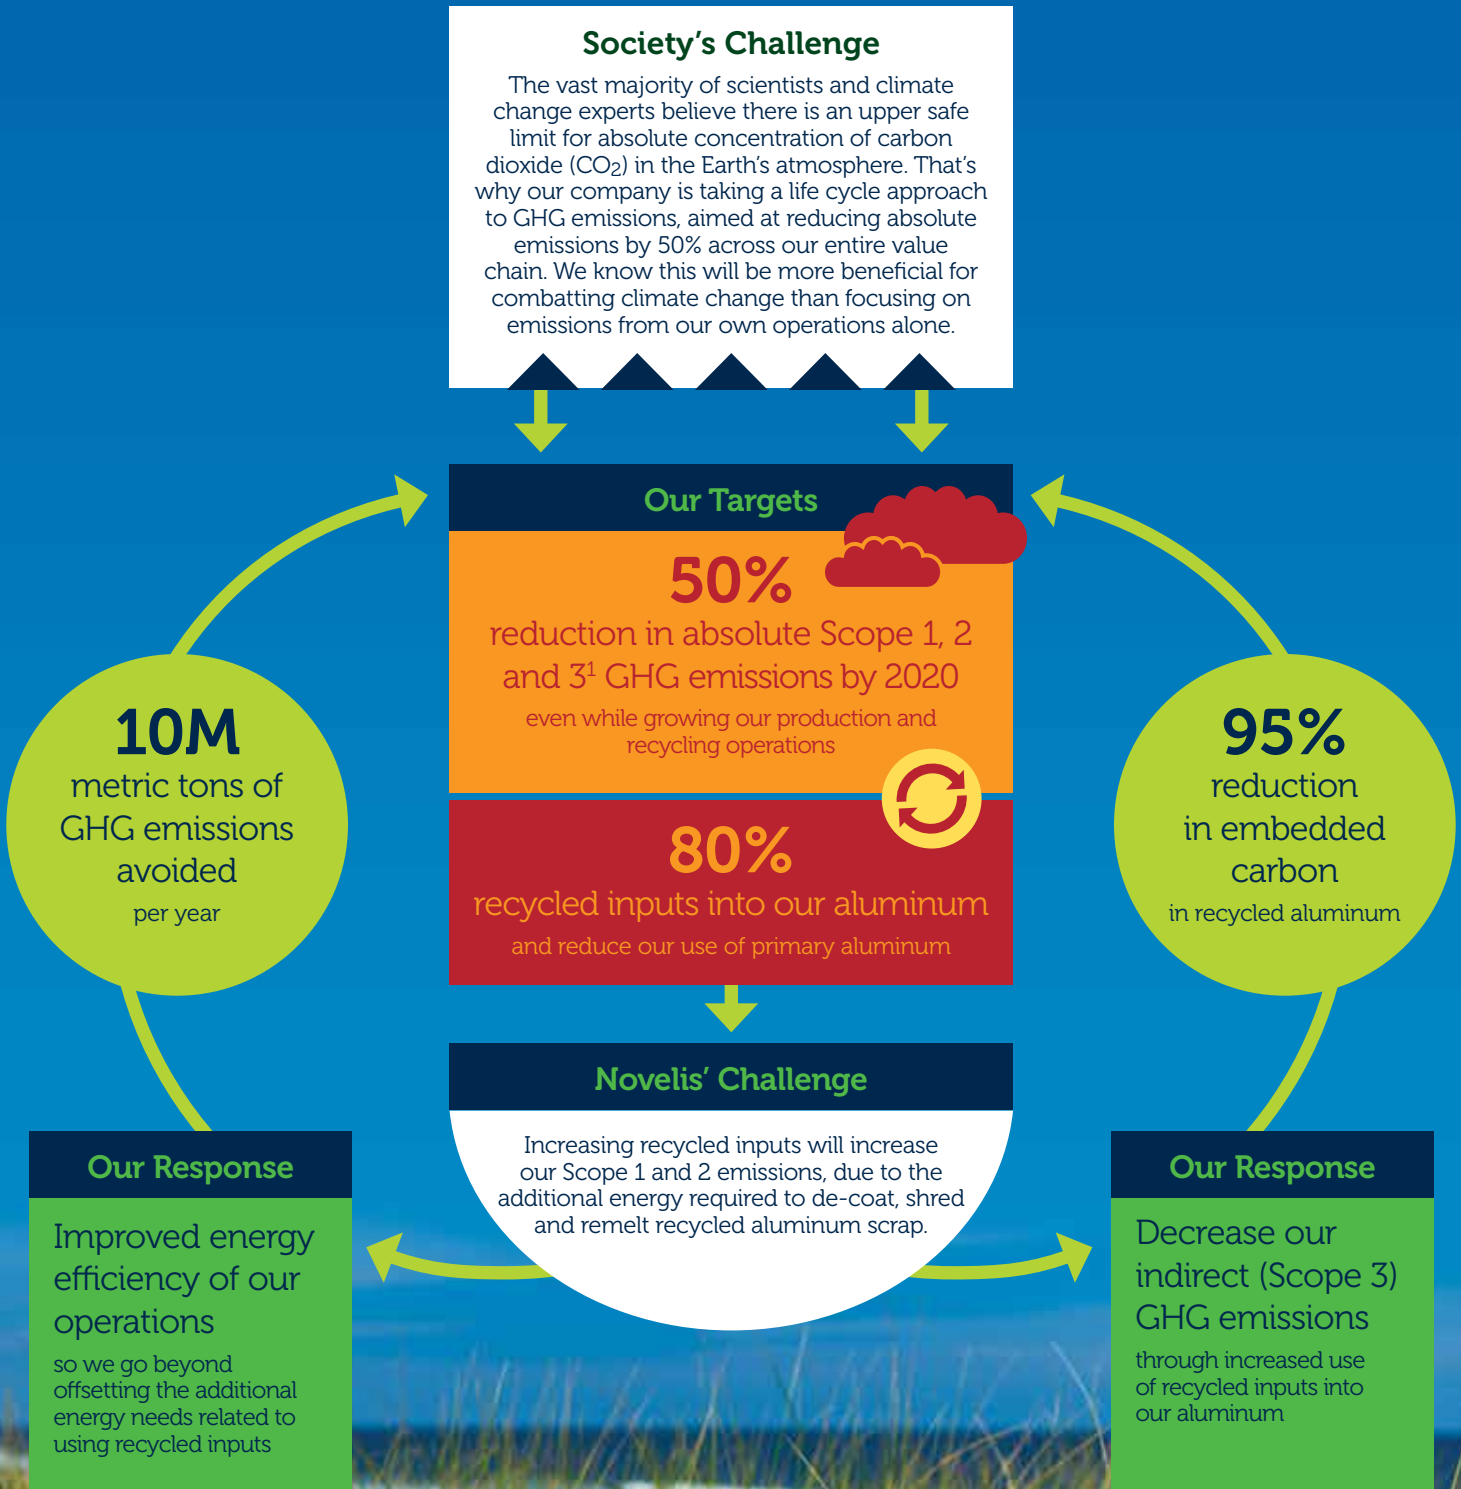 Society’s Challenge
The vast majority of scientists and climate
change experts believe there is an upper safe
limit for absolute concentration of carbon
dioxide (CO2) in the Earth’s atmosphere. That’s
why our company is taking a life cycle approach
to GHG emissions, aimed at reducing absolute
emissions by 50% across our entire value
chain. We know this will be more beneficial for
combatting climate change than focusing on
emissions from our own operations alone.
Our Targets
50%
reduction in absolute Scope 1, 2
and 3¹ GHG emissions by 2020
even while growing our production and
recycling operations
80%
recycled inputs into our aluminum
and reduce our use of primary aluminum
10M
metric tons of
GHG emissions
avoided
per year
95%
reduction
in embedded
carbon
in recycled aluminum
Novelis’ Challenge
Increasing recycled inputs will increase
our Scope 1 and 2 emissions, due to the
additional energy required to de-coat, shred
and remelt recycled aluminum scrap.
Our Response
Improved energy
efficiency of our
operations
so we go beyond
offsetting the additional
energy needs related to
using recycled inputs
Our Response
Decrease our
indirect (Scope 3)
GHG emissions
through increased use
of recycled inputs into
our aluminum